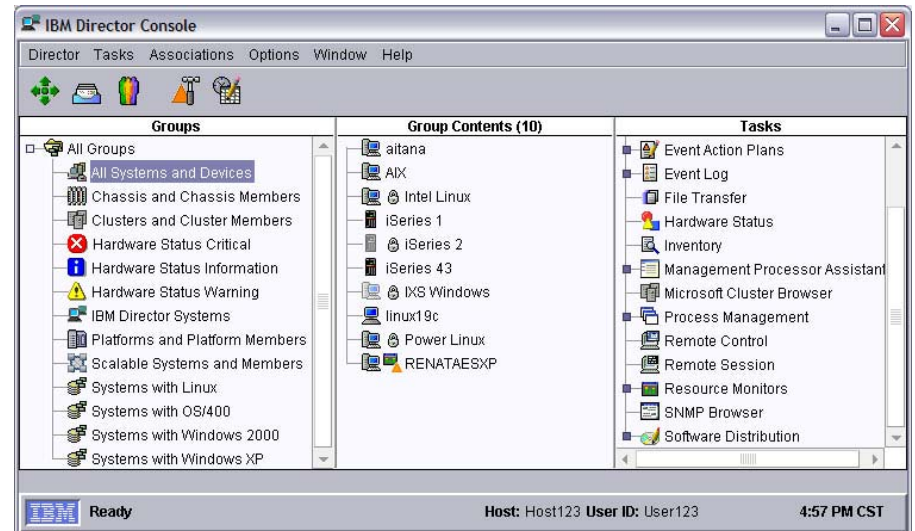 IBM Director Console
Director Tasks Associations Options Window Help
Groups
All Groups
All Systems and Devices
Chassis and Chassis Members
Clusters and Cluster Members
Hardware Status Critical
Hardware Status Information
Hardware Status Warning
IBM Director Systems
Platforms and Platform Members
Scalable Systems and Members
Systems with Linux
Systems with OS/400
Systems with Windows 2000
Systems with Windows XP
Group Contents (10)
aitana
AIX
Intel Linux
iSeries 1
iSeries 2
iSeries 43
IXS Windows
linux19c
Power Linux
RENATAESXP
Tasks
Event Action Plans
Event Log
File Transfer
Hardware Status
Inventory
Management Processor Assistant
Microsoft Cluster Browser
Process Management
Remote Control
Remote Session
Resource Monitors
SNMP Browser
Software Distribution
IBM Ready Host: Host123 User ID: User123 4:57 PM CST